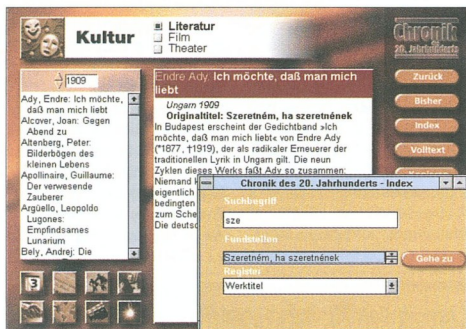 Kultur
Literatur
Film
Theater
Chronik
20. Jahrhunderts
1909
Ady, Endre: Ich möchte,
daß man mich liebt
Alcover, Joan: Gegen
Abend zu
Altenberg, Peter:
Bilderbögen des
kleinen Lebens
Apollinaire, Guillaume:
Der verwesende
Zauberer
Argüello, Leopoldo
Lugones:
Empfindsames
Lunarium
Bely, Andrej: Die
Endre Ady Ich möchte, daß man mich
liebt
Ungarn 1909
Originaltitel: Szeretném, ha szeretnének
In Budapest erscheint der Gedichtband »Ich
möchte, daß man mich liebt« von Endre Ady
(*1877, †1919), der als radikaler Erneuerer der
traditionellen Lyrik in Ungarn gilt. Die neun
Zyklen dieses Werks faßt Ady so zusammen:
Niemand
eigentlich
bedingten
zum
Die
Zurück
Bisher
Index
Volltext
Chronik des 20. Jahrhunderts - Index
Suchbegriff
sze
Fundstellen
Szeretném, ha szeretnének
Gehe zu
Register
Werktitel
3